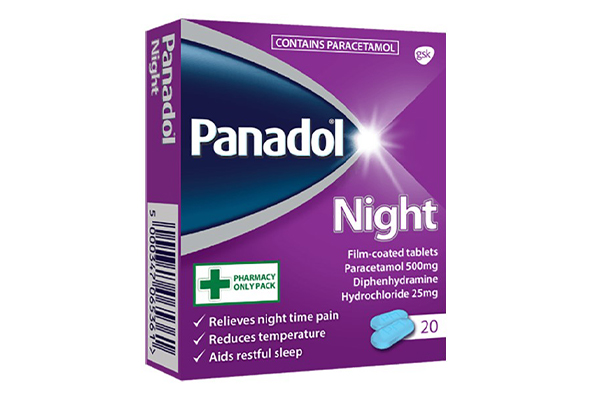 CONTAINS PARACETAMOL
gsk
Panadol
Night
Panadol®
Night
Film-coated tablets
Paracetamol 500mg
Diphenhydramine
Hydrochloride 25mg
PHARMACY
ONLY PACK
✓ Relieves night time pain
✓ Reduces temperature
✓ Aids restful sleep
20